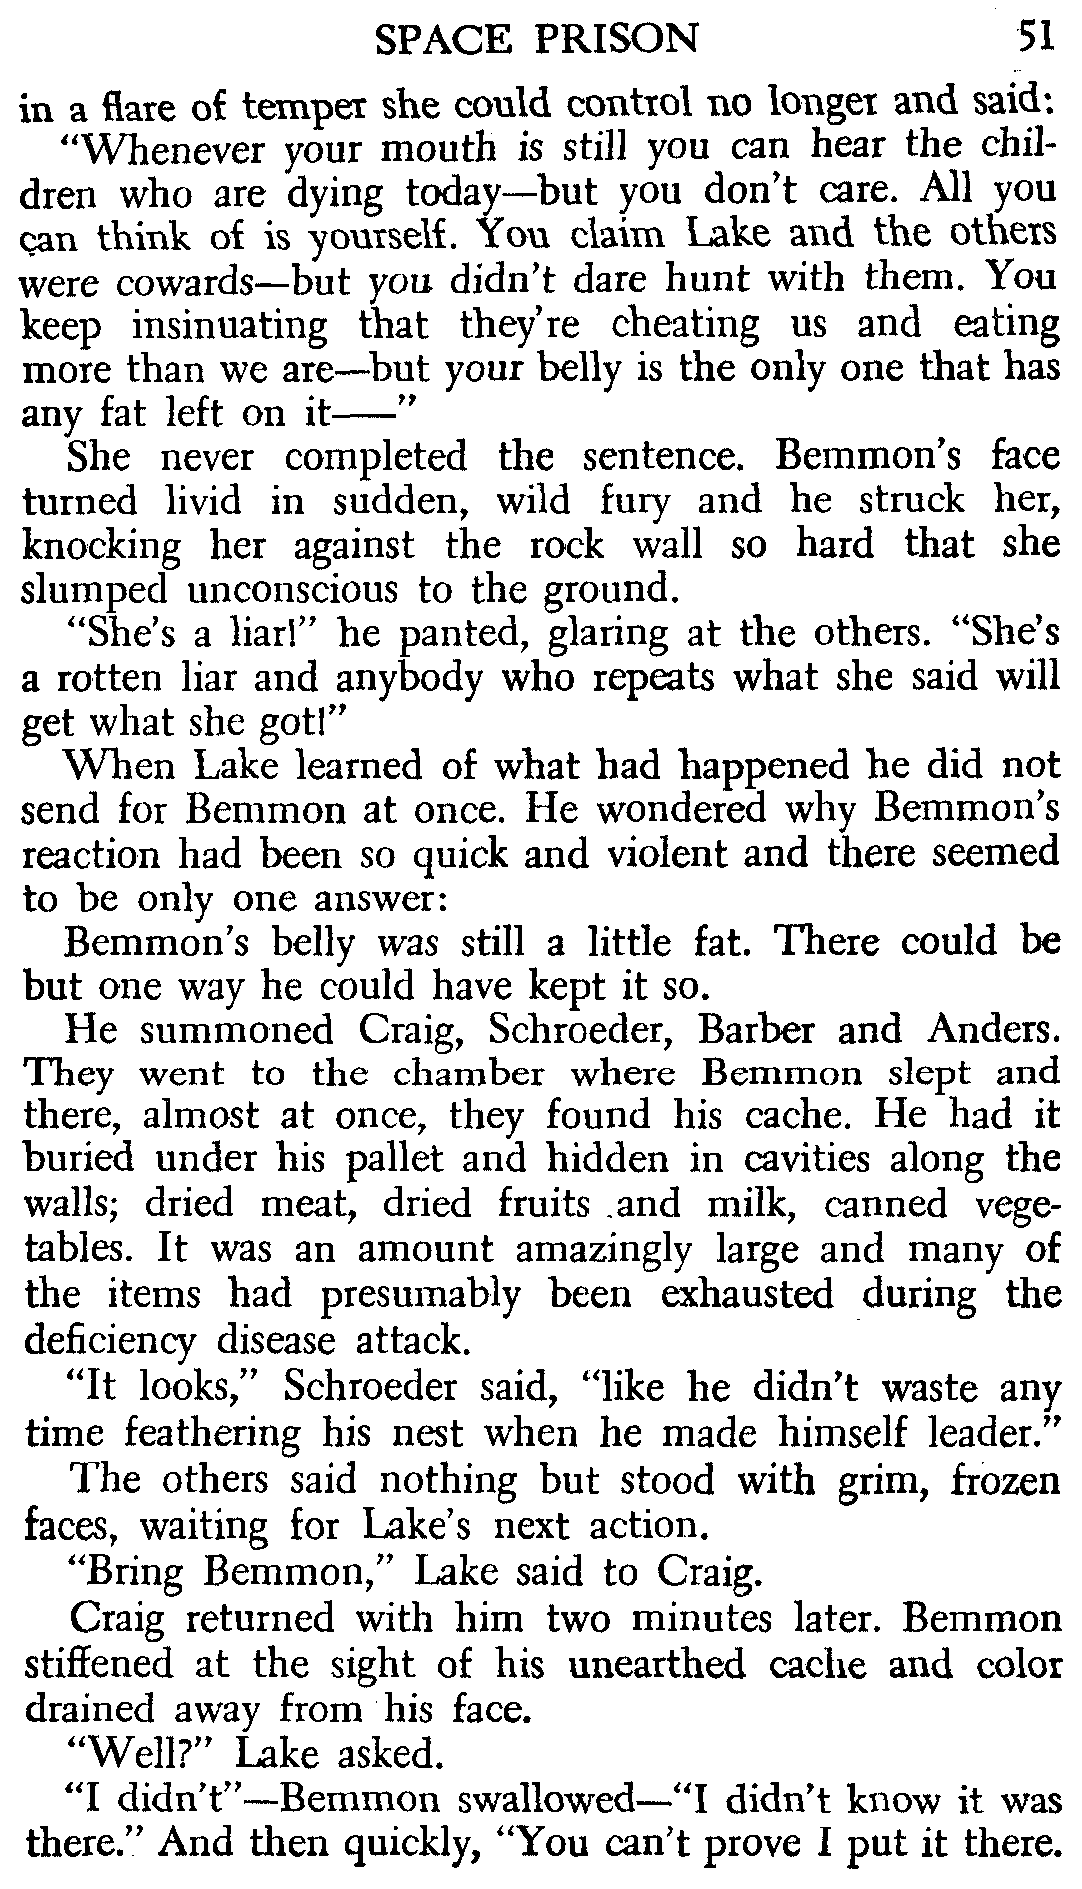 SPACE PRISON 51
in a flare of temper she could control no longer and said:
“Whenever your mouth is still you can hear the chil-
dren who are dying today—but you don't care. All you
can think of is yourself. You claim Lake and the others
were cowards—but you didn't dare hunt with them. You
keep insinuating that they're cheating us and eating
more than we are—but your belly is the only one that has
any fat left on it——”
She never completed the sentence. Bemmon's face
turned livid in sudden, wild fury and he struck her,
knocking her against the rock wall so hard that she
slumped unconscious to the ground.
“She's a liar!” he panted, glaring at the others. “She's
a rotten liar and anybody who repeats what she said will
get what she got!”
When Lake learned of what had happened he did not
send for Bemmon at once. He wondered why Bemmon's
reaction had been so quick and violent and there seemed
to be only one answer:
Bemmon's belly was still a little fat. There could be
but one way he could have kept it so.
He summoned Craig, Schroeder, Barber and Anders.
They went to the chamber where Bemmon slept and
there, almost at once, they found his cache. He had it
buried under his pallet and hidden in cavities along the
walls; dried meat, dried fruits and milk, canned vege-
tables. It was an amount amazingly large and many of
the items had presumably been exhausted during the
deficiency disease attack.
“It looks,” Schroeder said, “like he didn't waste any
time feathering his nest when he made himself leader.”
The others said nothing but stood with grim, frozen
faces, waiting for Lake's next action.
“Bring Bemmon,” Lake said to Craig.
Craig returned with him two minutes later. Bemmon
stiffened at the sight of his unearthed cache and color
drained away from his face.
“Well?” Lake asked.
“I didn't”—Bemmon swallowed—“I didn't know it was
there.” And then quickly, “You can't prove I put it there.